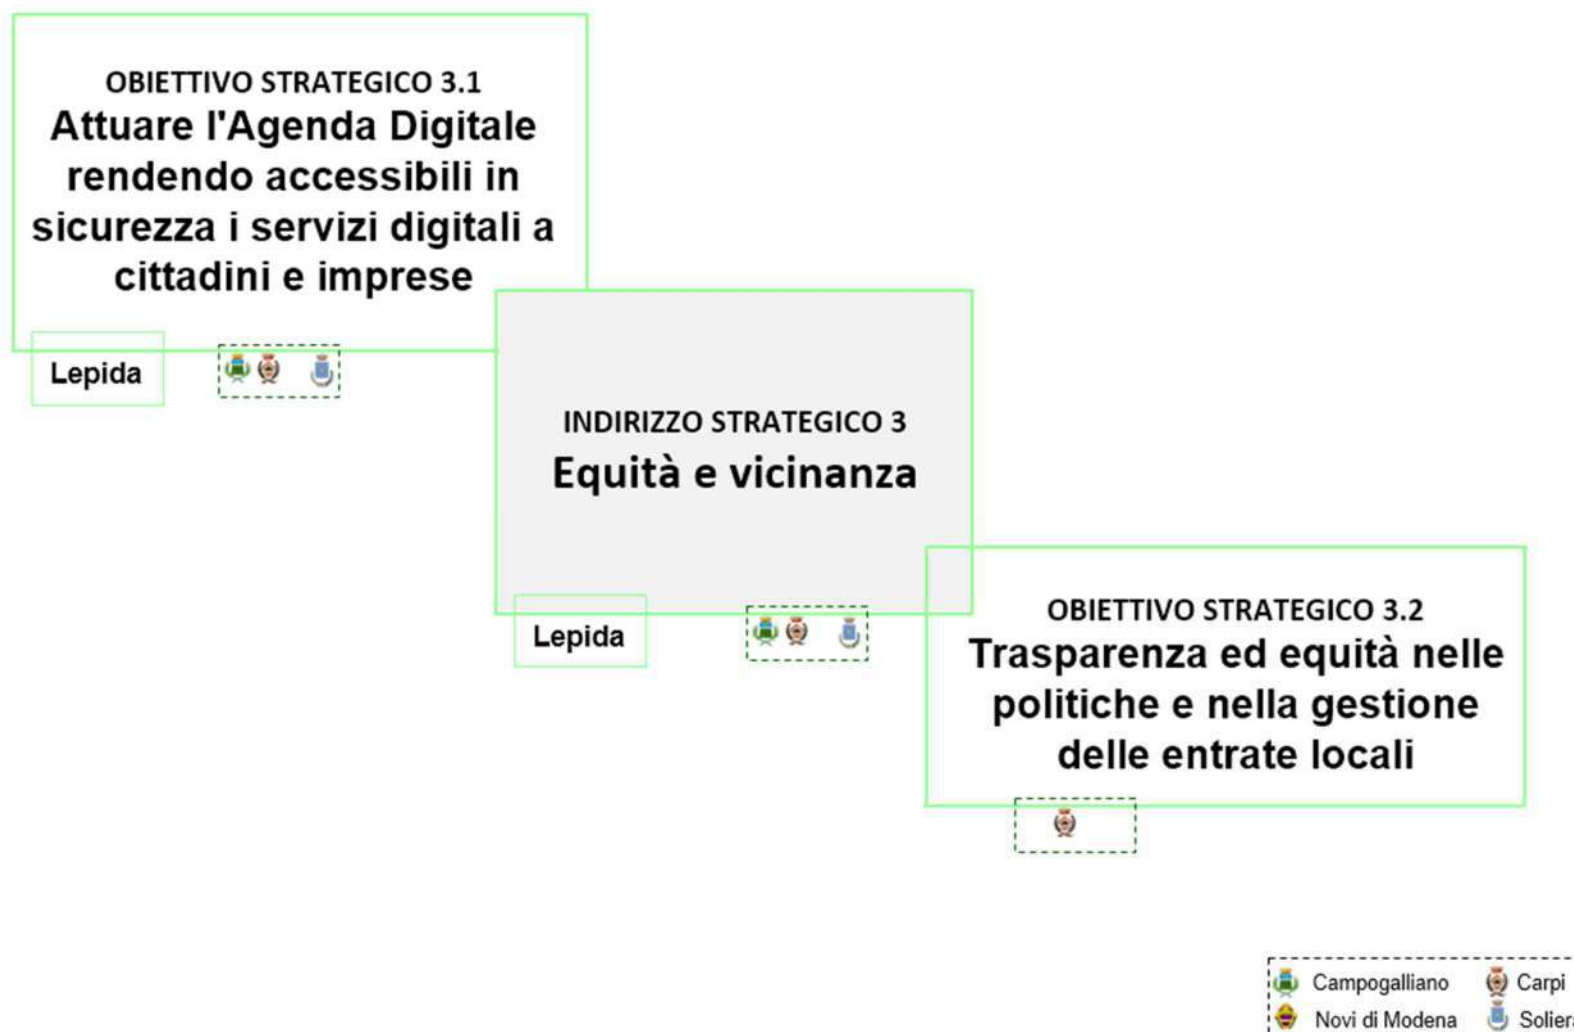 OBIETTIVO STRATEGICO 3.1
Attuare l'Agenda Digitale
rendendo accessibili in
sicurezza i servizi digitali a
cittadini e imprese
Lepida
INDIRIZZO STRATEGICO 3
Equità e vicinanza
Lepida
OBIETTIVO STRATEGICO 3.2
Trasparenza ed equità nelle
politiche e nella gestione
delle entrate locali
Campogalliano Carpi
Novi di Modena Soliera